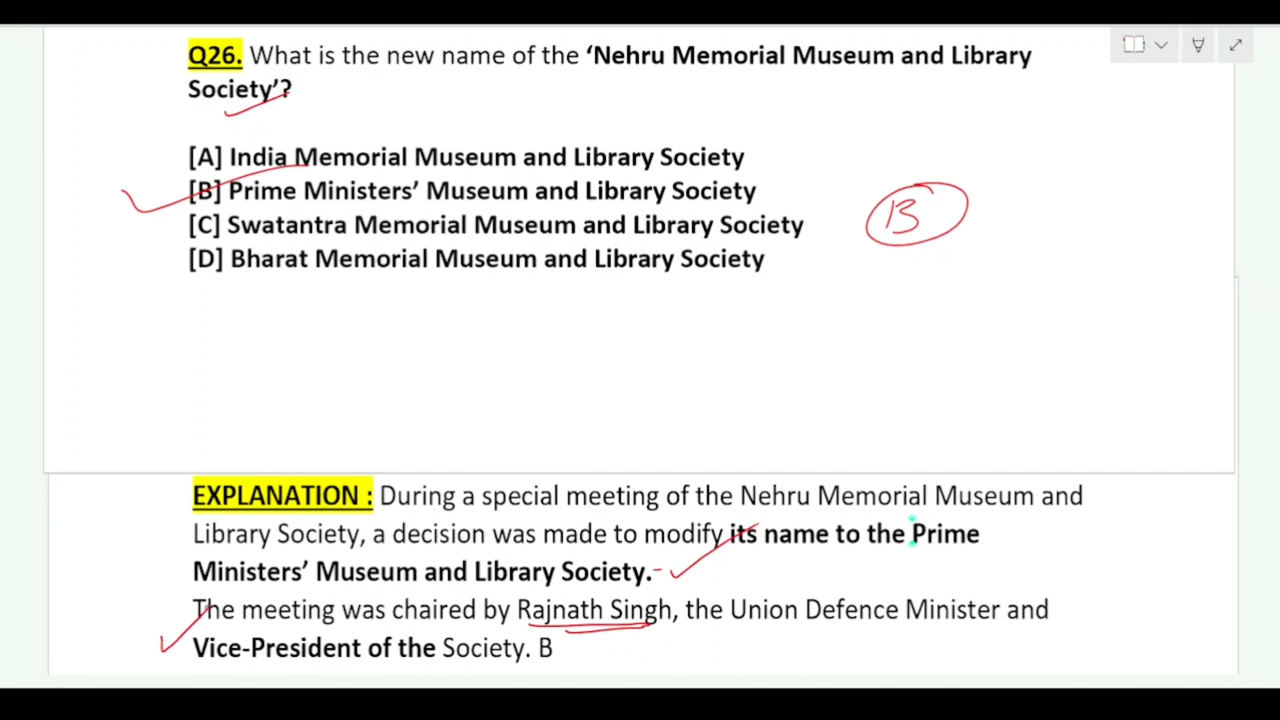 Q26. What is the new name of the ‘Nehru Memorial Museum and Library
Society’?
[A] India Memorial Museum and Library Society
[B] Prime Ministers’ Museum and Library Society
[C] Swatantra Memorial Museum and Library Society
[D] Bharat Memorial Museum and Library Society
B
EXPLANATION : During a special meeting of the Nehru Memorial Museum and
Library Society, a decision was made to modify its name to the Prime
Ministers’ Museum and Library Society.
The meeting was chaired by Rajnath Singh, the Union Defence Minister and
Vice-President of the Society. B